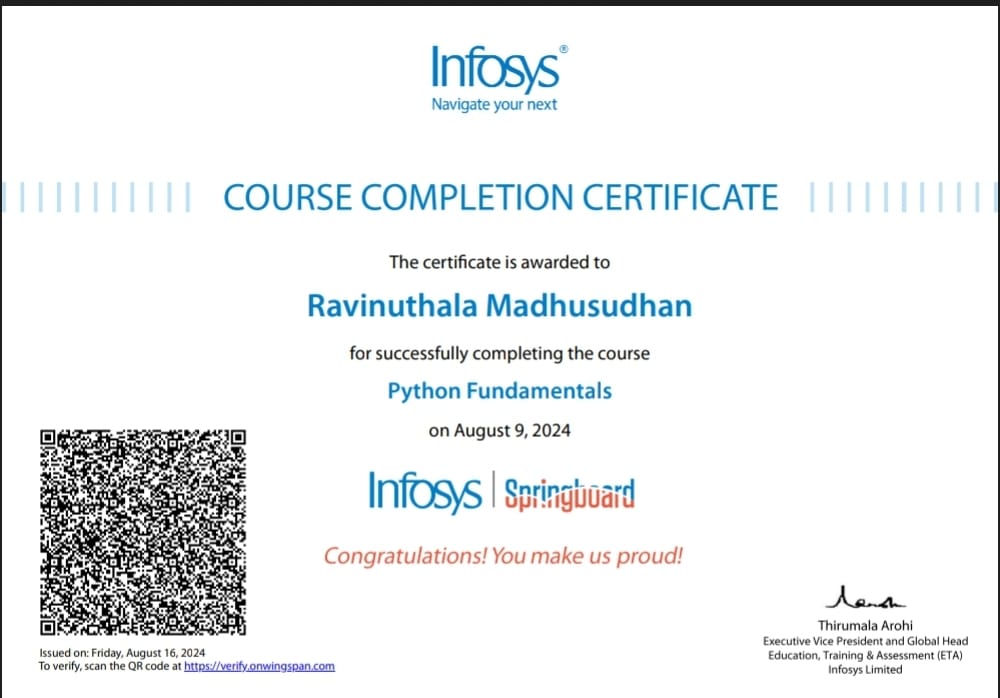 Infosys®
Navigate your next
COURSE COMPLETION CERTIFICATE
The certificate is awarded to
Ravinuthala Madhusudhan
for successfully completing the course
Python Fundamentals
on August 9, 2024
Infosys | Springboard
Congratulations! You make us proud!
Issued on: Friday, August 16, 2024
To verify, scan the QR code at https://verify.onwingspan.com
Thirumala Arohi
Executive Vice President and Global Head
Education, Training & Assessment (ETA)
Infosys Limited